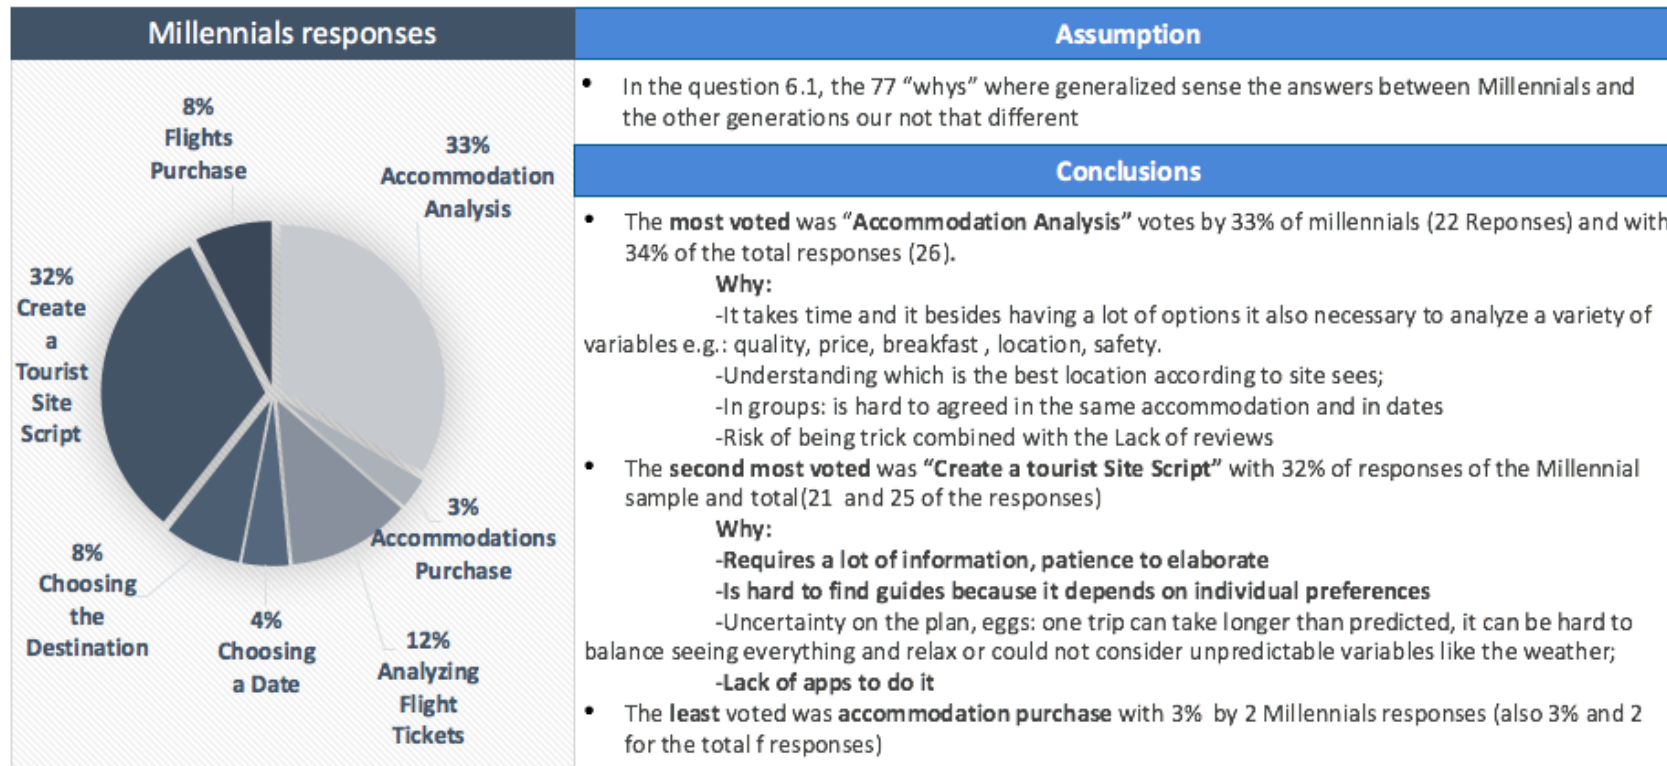 Millennials responses
8%
Flights
Purchase
33%
Accommodation
Analysis
32%
Create
a
Tourist
Site
Script
3%
Accommodations
Purchase
8%
Choosing
the
Destination
4%
Choosing
a Date
12%
Analyzing
Flight
Tickets
Assumption
• In the question 6.1, the 77 “whys” where generalized sense the answers between Millennials and
the other generations our not that different
Conclusions
• The most voted was “Accommodation Analysis” votes by 33% of millennials (22 Reponses) and with
34% of the total responses (26).
Why:
-It takes time and it besides having a lot of options it also necessary to analyze a variety of
variables e.g.: quality, price, breakfast , location, safety.
-Understanding which is the best location according to site sees;
-In groups: is hard to agreed in the same accommodation and in dates
-Risk of being trick combined with the Lack of reviews
• The second most voted was “Create a tourist Site Script” with 32% of responses of the Millennial
sample and total(21 and 25 of the responses)
Why:
-Requires a lot of information, patience to elaborate
-Is hard to find guides because it depends on individual preferences
-Uncertainty on the plan, eggs: one trip can take longer than predicted, it can be hard to
balance seeing everything and relax or could not consider unpredictable variables like the weather;
-Lack of apps to do it
• The least voted was accommodation purchase with 3% by 2 Millennials responses (also 3% and 2
for the total f responses)